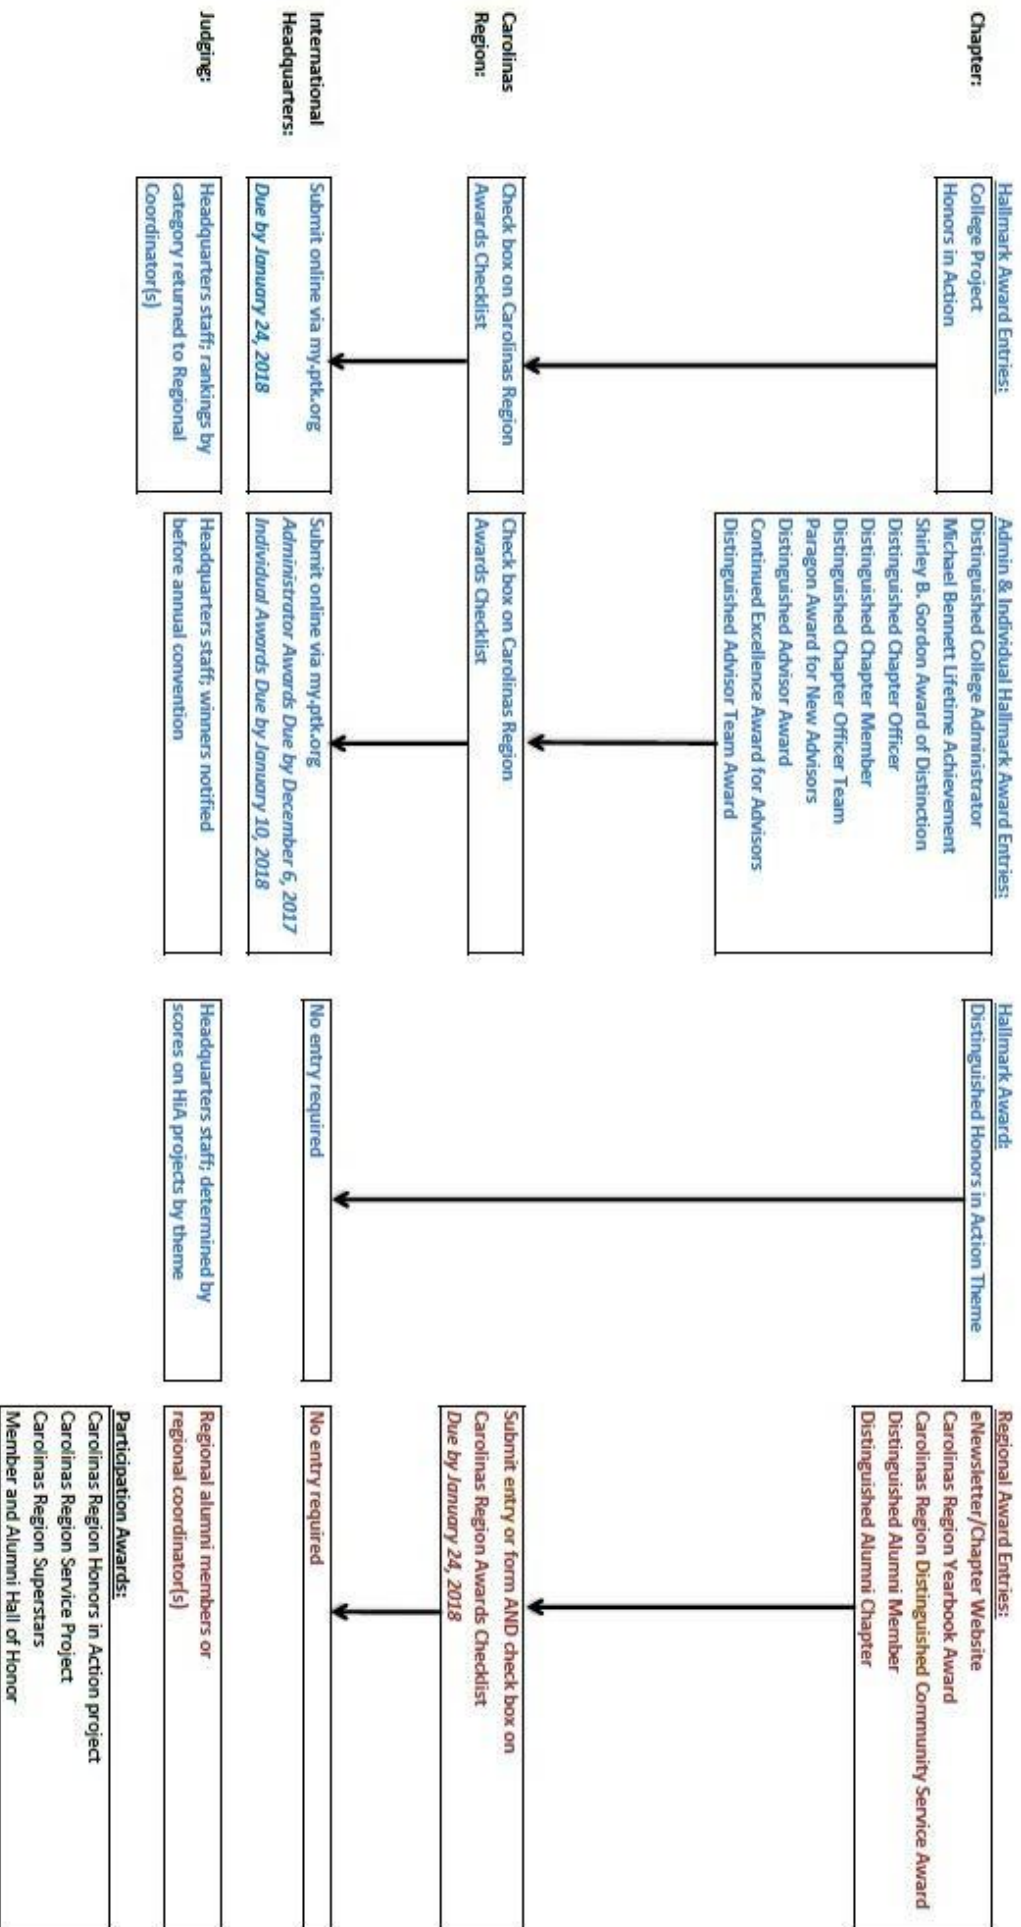 Chapter:
Hallmark Award Entries:
College Project
Honors in Action
Admin & Individual Hallmark Award Entries:
Distinguished College Administrator
Michael Bennett Lifetime Achievement
Shirley B. Gordon Award of Distinction
Distinguished Chapter Officer
Distinguished Chapter Member
Distinguished Chapter Officer Team
Paragon Award for New Advisors
Distinguished Advisor Award
Continued Excellence Award for Advisors
Distinguished Advisor Team Award
Hallmark Award:
Distinguished Honors in Action Theme
Regional Award Entries:
eNewsletter/Chapter Website
Carolinas Region Yearbook Award
Carolinas Region Distinguished Community Service Award
Distinguished Alumni Member
Distinguished Alumni Chapter
Carolinas
Region:
Check box on Carolinas Region
Awards Checklist
Check box on Carolinas Region
Awards Checklist
Submit entry or form AND check box on
Carolinas Region Awards Checklist
Due by January 24, 2018
International
Headquarters:
Submit online via my.ptk.org
Due by January 24, 2018
Submit online via my.ptk.org
Administrator Awards Due by December 6, 2017
Individual Awards Due by January 10, 2018
No entry required
No entry required
Judging:
Headquarters staff; rankings by
category returned to Regional
Coordinator(s)
Headquarters staff; winners notified
before annual convention
Headquarters staff; determined by
scores on HiA projects by theme
Regional alumni members or
regional coordinator(s)
Participation Awards:
Carolinas Region Honors in Action project
Carolinas Region Service Project
Carolinas Region Superstars
Member and Alumni Hall of Honor